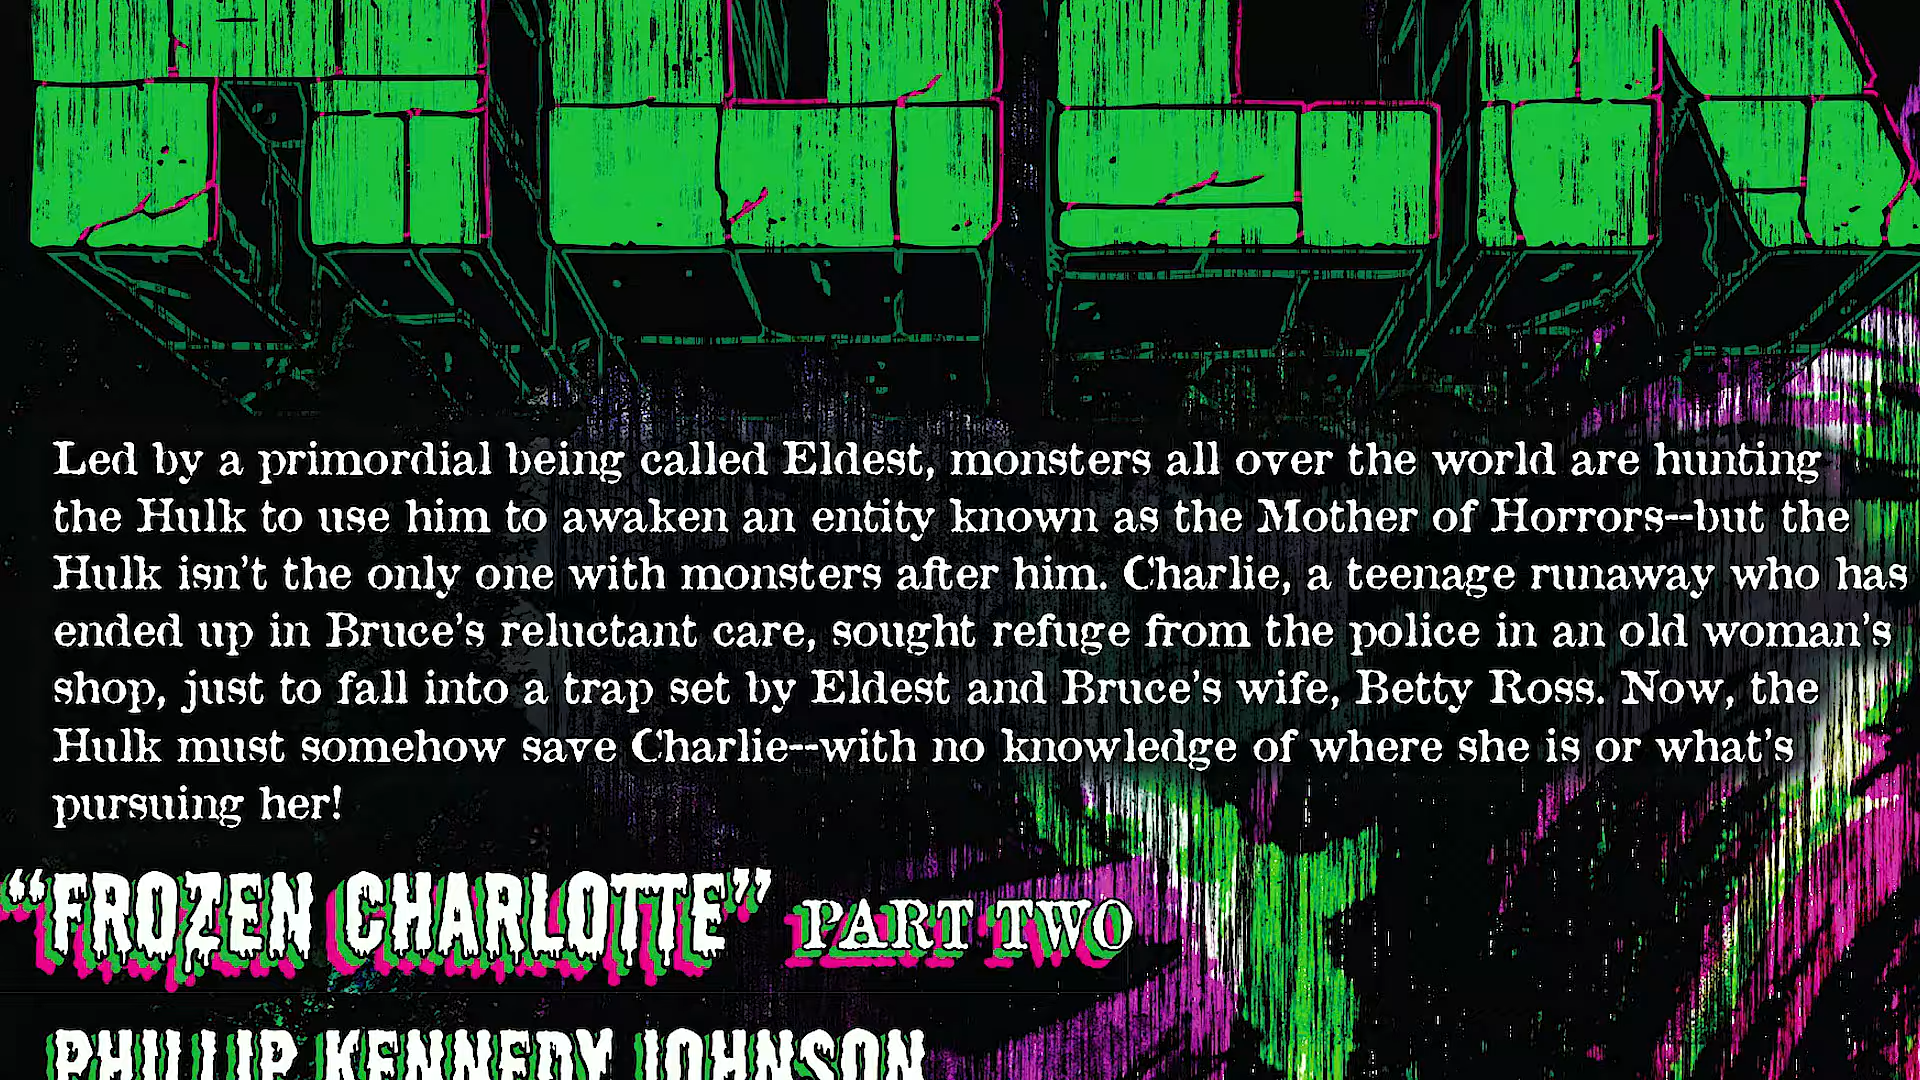 HULK
Led by a primordial being called Eldest, monsters all over the world are hunting
the Hulk to use him to awaken an entity known as the Mother of Horrors--but the
Hulk isn't the only one with monsters after him. Charlie, a teenage runaway who has
ended up in Bruce's reluctant care, sought refuge from the police in an old woman's
shop, just to fall into a trap set by Eldest and Bruce's wife, Betty Ross. Now, the
Hulk must somehow save Charlie--with no knowledge of where she is or what's
pursuing her!
“FROZEN CHARLOTTE” PART TWO
PHILLIP KENNEDY JOHNSON